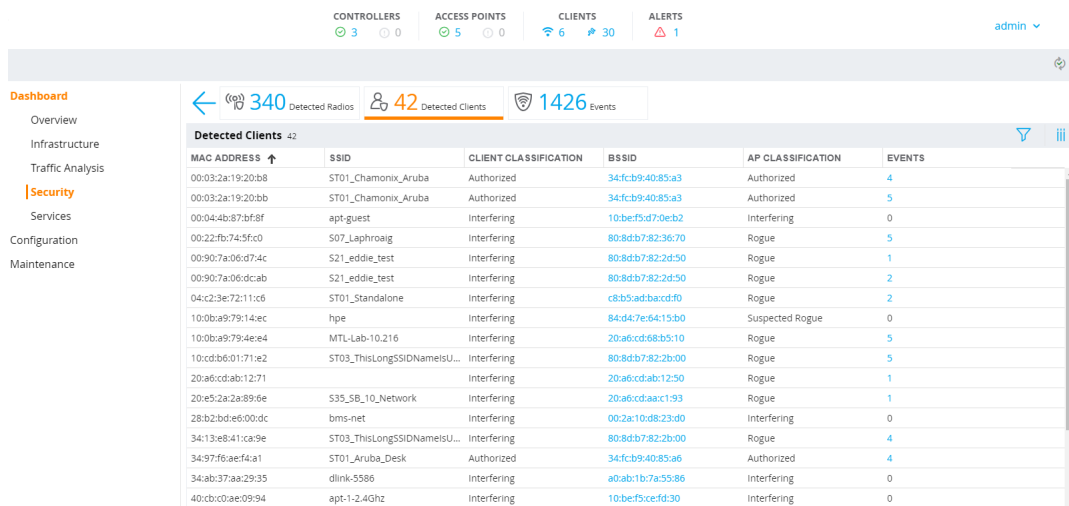 CONTROLLERS ACCESS POINTS CLIENTS ALERTS
3 0 5 0 6 30 1 admin
Dashboard
Overview
Infrastructure
Traffic Analysis
Security
Services
Configuration
Maintenance
340 Detected Radios 42 Detected Clients 1426 Events
Detected Clients 42
MAC ADDRESS SSID CLIENT CLASSIFICATION BSSID AP CLASSIFICATION EVENTS
00:03:2a:19:20:b8 ST01_Chamonix_Aruba Authorized 34:fc:b9:40:85:a3 Authorized 4
00:03:2a:19:20:bb ST01_Chamonix_Aruba Authorized 34:fc:b9:40:85:a3 Authorized 5
00:04:4b:87:bf:8f apt-guest Interfering 10:be:f5:d7:0e:b2 Interfering 0
00:22:fb:74:5f:c0 S07_Laphroaig Interfering 80:8d:b7:82:36:70 Rogue 5
00:90:7a:06:d7:4c S21_eddie_test Interfering 80:8d:b7:82:2d:50 Rogue 1
00:90:7a:06:dc:ab S21_eddie_test Interfering 80:8d:b7:82:2d:50 Rogue 2
04:c2:3e:72:11:c6 ST01_Standalone Interfering c8:b5:ad:ba:cd:f0 Rogue 2
10:0b:a9:79:14:ec hpe Interfering 84:d4:7e:64:15:b0 Suspected Rogue 0
10:0b:a9:79:4e:e4 MTL-Lab-10.216 Interfering 20:a6:cd:68:b5:10 Rogue 5
10:cd:b6:01:71:e2 ST03_ThisLongSSIDNameIsU... Interfering 80:8d:b7:82:2b:00 Rogue 5
20:a6:cd:ab:12:71 Interfering 20:a6:cd:ab:12:50 Rogue 1
20:e5:2a:2a:89:6e S35_SB_10_Network Interfering 20:a6:cd:aa:c1:93 Rogue 1
28:b2:bd:e6:00:dc bms-net Interfering 00:2a:10:d8:23:d0 Interfering 0
34:13:e8:41:ca:9e ST03_ThisLongSSIDNameIsU... Interfering 80:8d:b7:82:2b:00 Rogue 4
34:97:f6:ae:f4:a1 ST01_Aruba_Desk Authorized 34:fc:b9:40:85:a6 Authorized 4
34:ab:37:aa:29:35 dlink-5586 Interfering a0:ab:1b:7a:55:86 Interfering 0
40:cb:c0:ae:09:94 apt-1-2.4Ghz Interfering 10:be:f5:ce:fd:30 Interfering 0